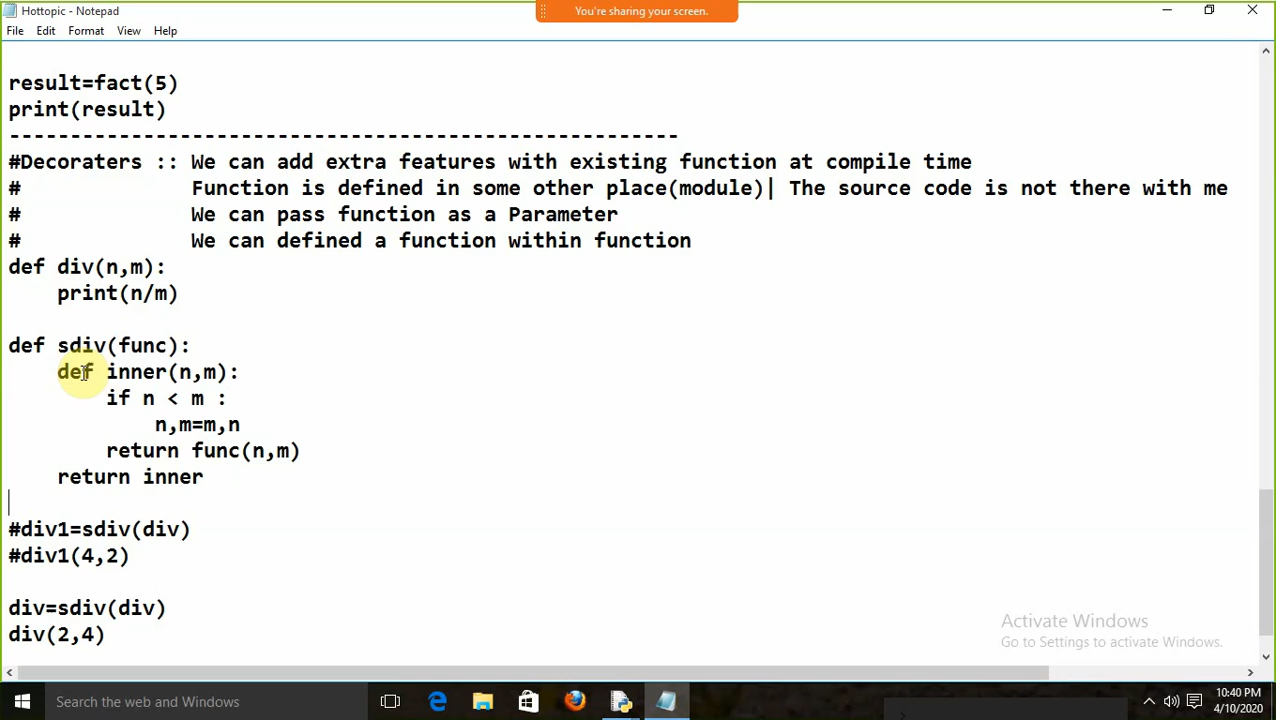 Hottopic - Notepad
You're sharing your screen.
File Edit Format View Help
result=fact(5)
print(result)
-------------------------------------------------------
#Decoraters :: We can add extra features with existing function at compile time
# Function is defined in some other place(module)| The source code is not there with me
# We can pass function as a Parameter
# We can defined a function within function
def div(n,m):
    print(n/m)
def sdiv(func):
    def inner(n,m):
        if n < m :
            n,m=m,n
        return func(n,m)
    return inner
#div1=sdiv(div)
#div1(4,2)
div=sdiv(div)
div(2,4)
Activate Windows
Go to Settings to activate Windows.
Search the web and Windows
10:40 PM
4/10/2020